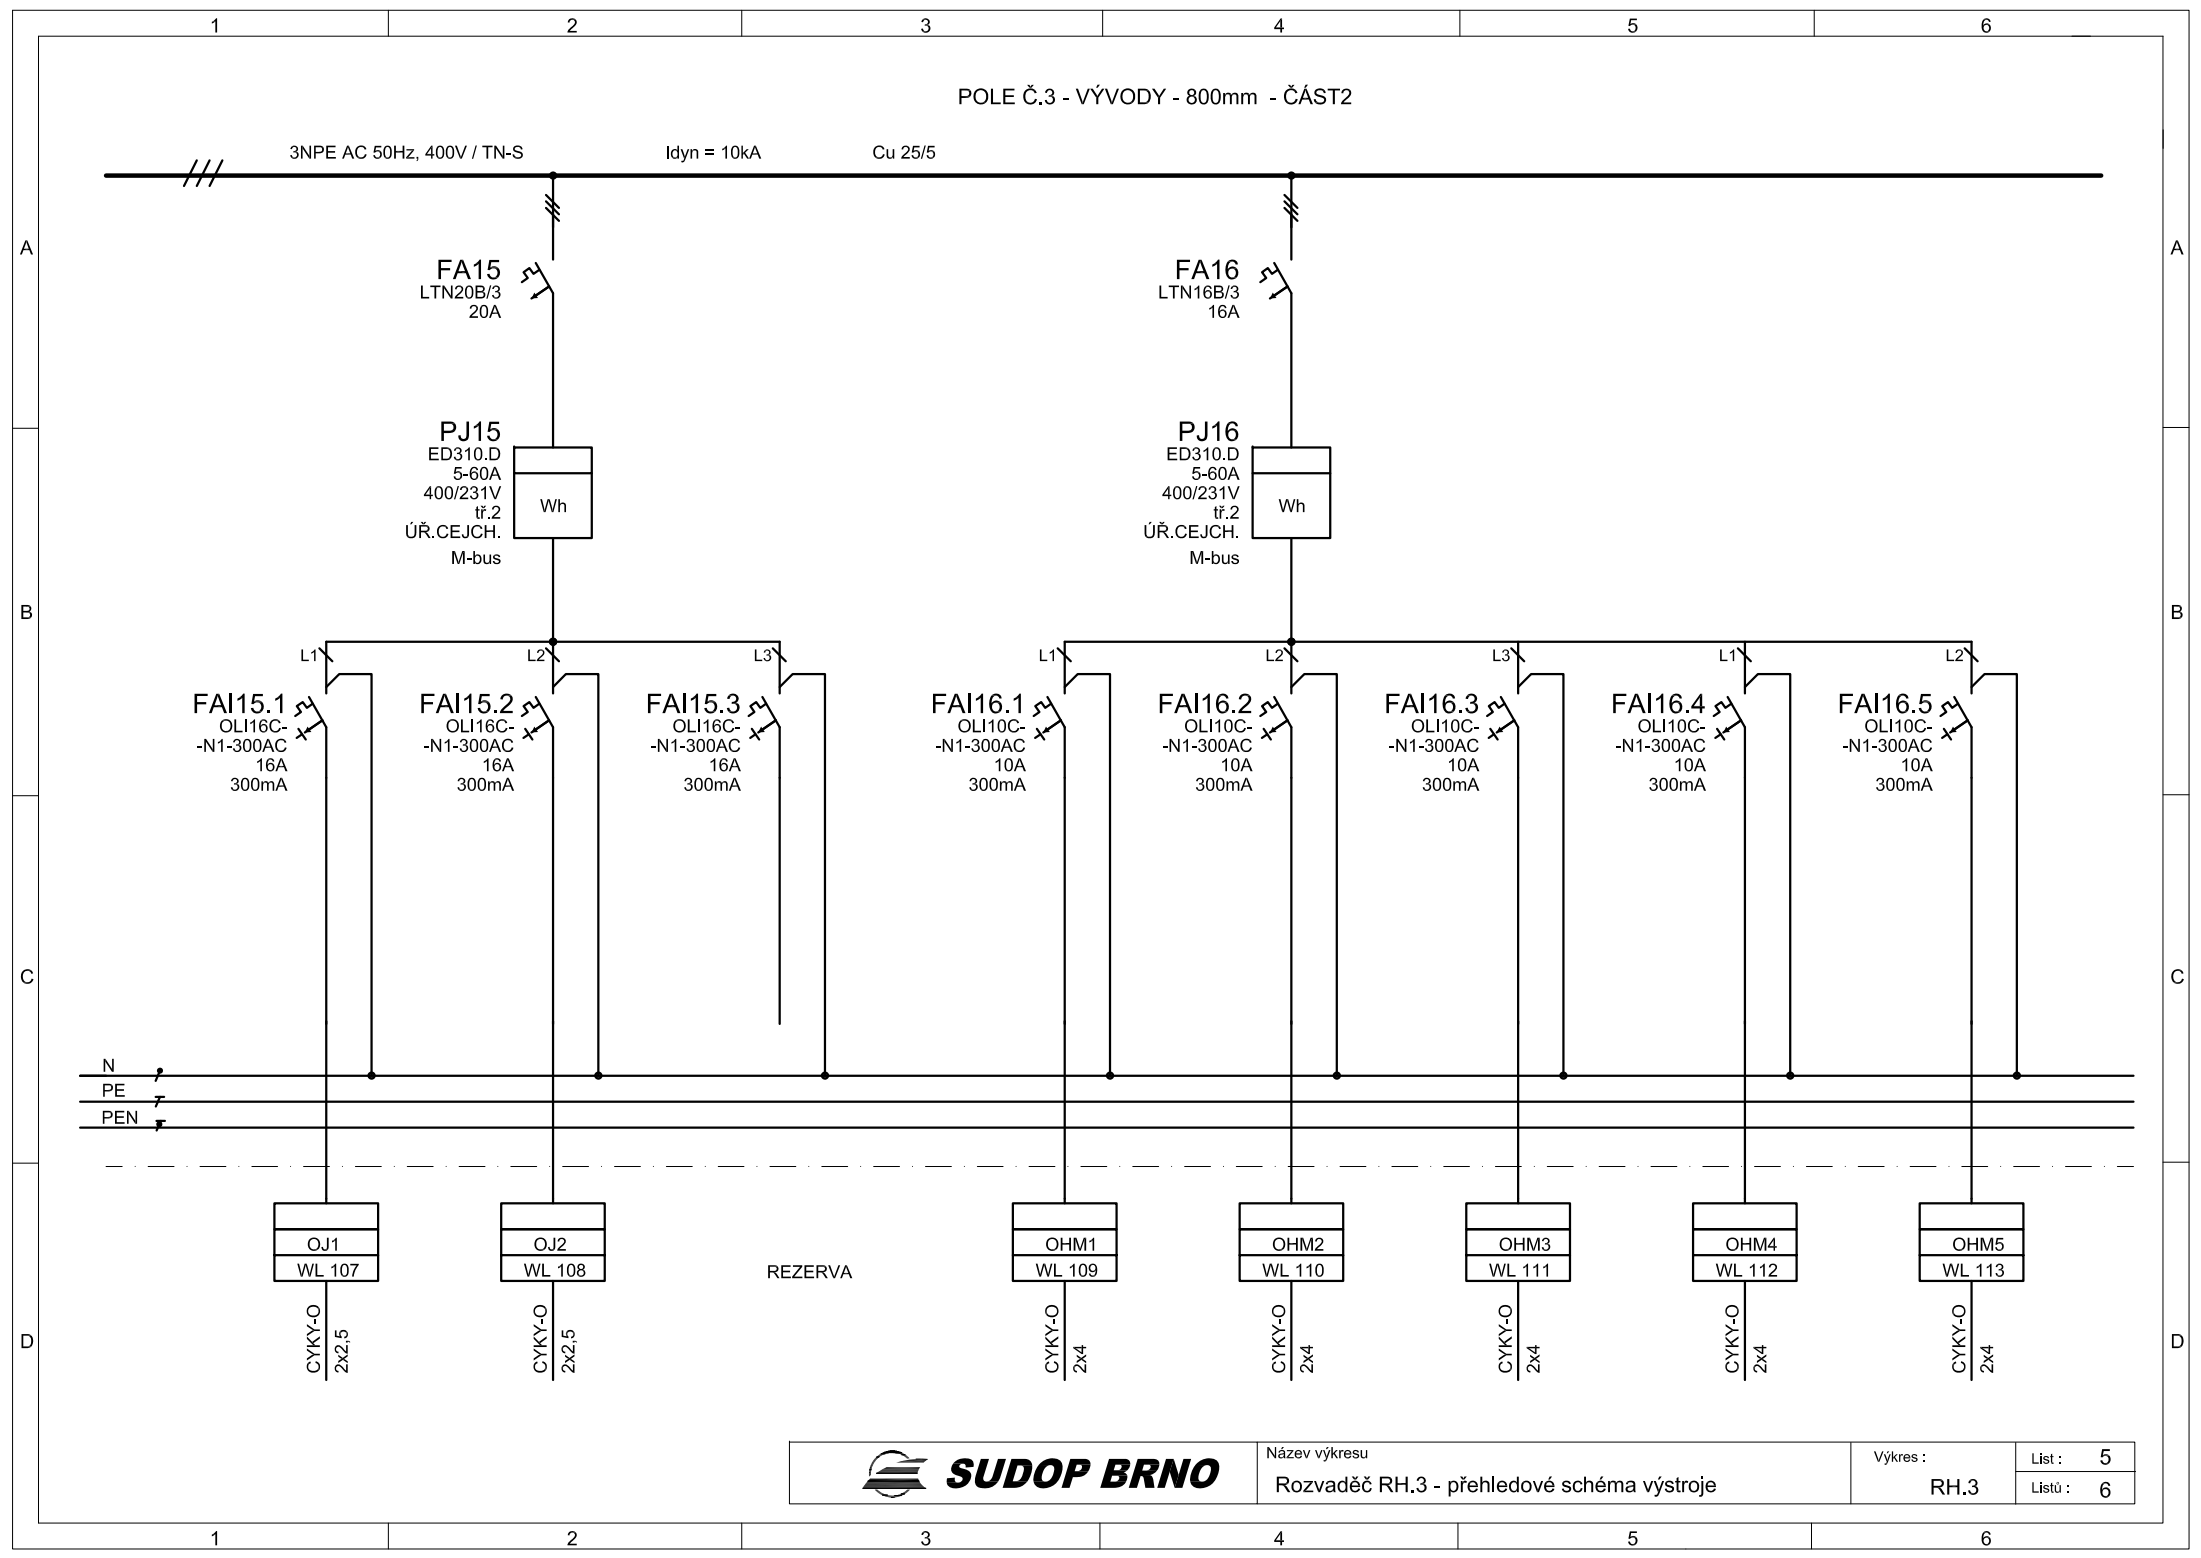 1 2 3 4 5 6
POLE Č.3 - VÝVODY - 800mm - ČÁST2
3NPE AC 50Hz, 400V / TN-S Idyn = 10kA Cu 25/5
A A
FA15
LTN20B/3
20A
FA16
LTN16B/3
16A
PJ15
ED310.D
5-60A
400/231V
tř.2
ÚŘ.CEJCH.
M-bus
Wh
PJ16
ED310.D
5-60A
400/231V
tř.2
ÚŘ.CEJCH.
M-bus
Wh
B B
L1 L2 L3 L1 L2 L3 L1 L2
FAI15.1
OLI16C-
-N1-300AC
16A
300mA
FAI15.2
OLI16C-
-N1-300AC
16A
300mA
FAI15.3
OLI16C-
-N1-300AC
16A
300mA
FAI16.1
OLI10C-
-N1-300AC
10A
300mA
FAI16.2
OLI10C-
-N1-300AC
10A
300mA
FAI16.3
OLI10C-
-N1-300AC
10A
300mA
FAI16.4
OLI10C-
-N1-300AC
10A
300mA
FAI16.5
OLI10C-
-N1-300AC
10A
300mA
C C
N
PE
PEN
OJ1
WL 107
CYKY-O
2x2,5
OJ2
WL 108
CYKY-O
2x2,5
REZERVA
OHM1
WL 109
CYKY-O
2x4
OHM2
WL 110
CYKY-O
2x4
OHM3
WL 111
CYKY-O
2x4
OHM4
WL 112
CYKY-O
2x4
OHM5
WL 113
CYKY-O
2x4
D D
SUDOP BRNO
Název výkresu
Rozvaděč RH.3 - přehledové schéma výstroje
Výkres :
RH.3
List : 5
Listů : 6
1 2 3 4 5 6